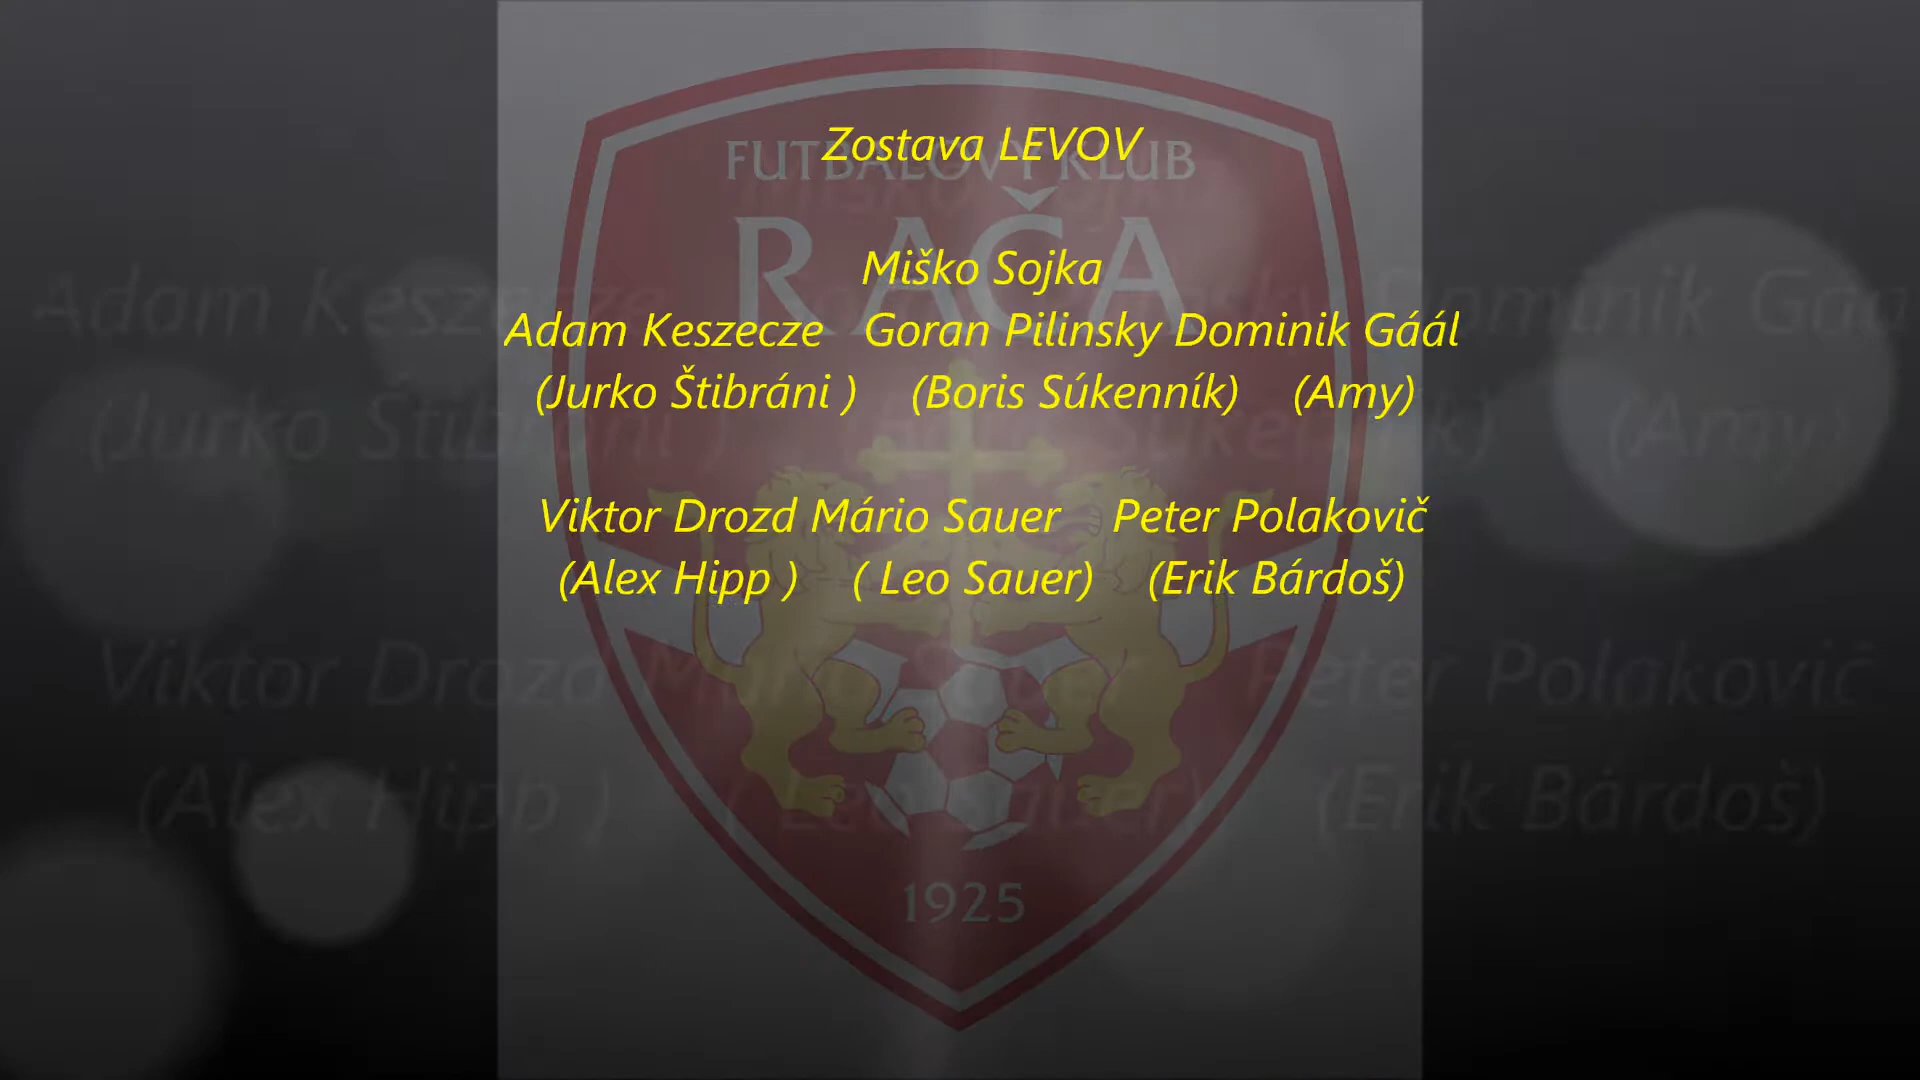 Zostava LEVOV
FUTBALOVÝ KLUB
RAČA
Miško Sojka
Adam Keszecze Goran Pilinsky Dominik Gáál
(Jurko Štibráni ) (Boris Súkenník) (Amy)
Viktor Drozd Mário Sauer Peter Polakovič
(Alex Hipp ) ( Leo Sauer) (Erik Bárdoš)
1925